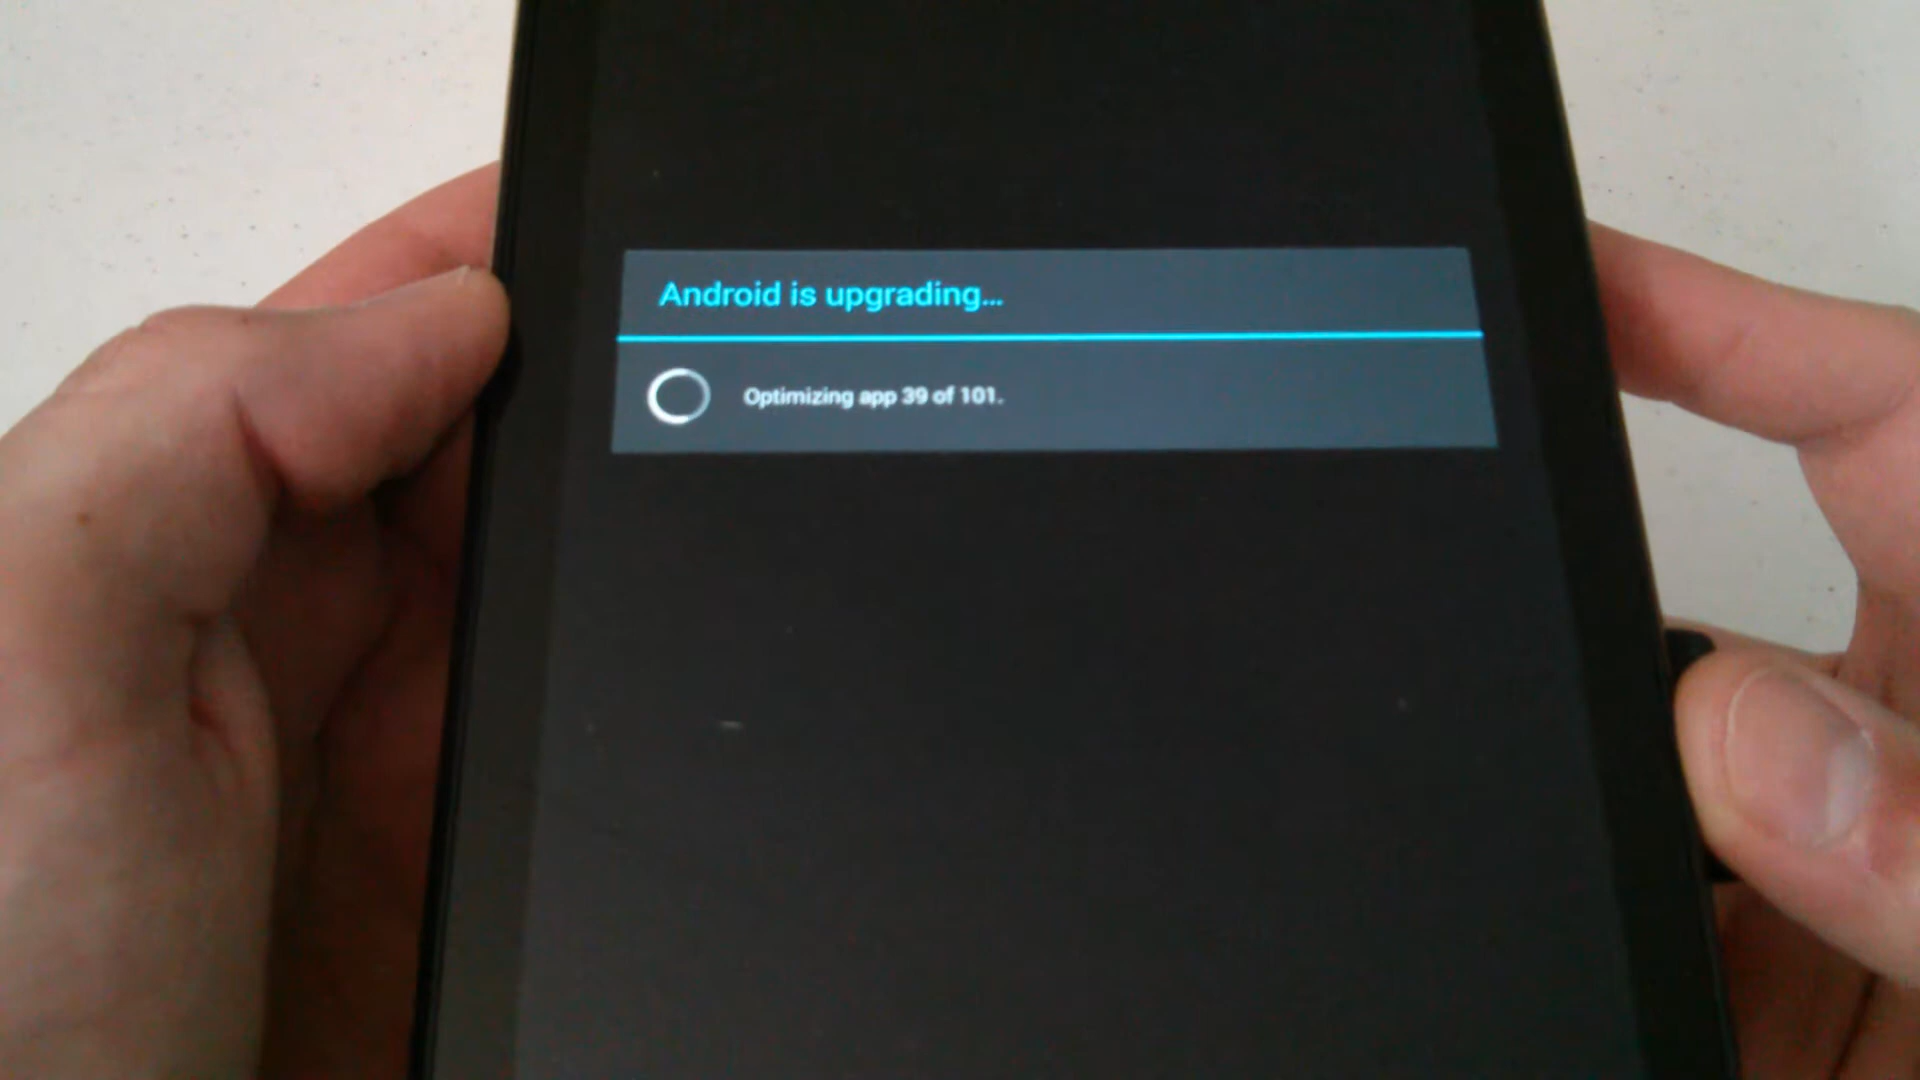 Android is upgrading...
Optimizing app 39 of 101.